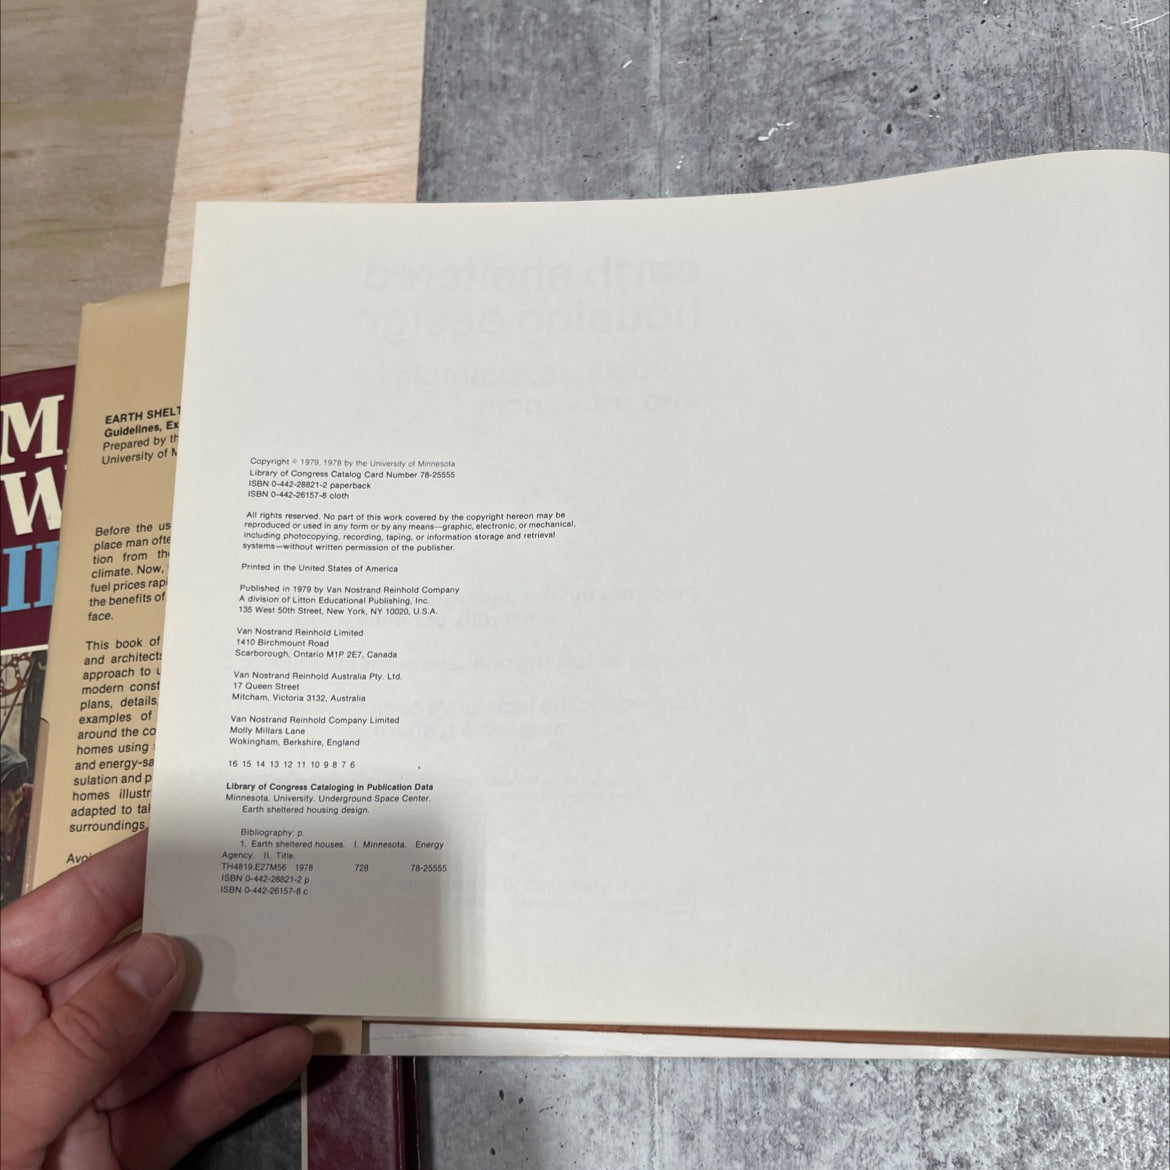 M
W
EARTH SHELT
Guidelines, Ex
Prepared by th
University of M
Before the us
place man ofte
tion from th
climate. Now,
fuel prices rapi
the benefits of
face.
This book of
and architects
approach to u
modern const
plans, details,
examples of
around the co
homes using
and energy-sa
sulation and p
homes illustr
adapted to tal
surroundings.
Copyright © 1979, 1978 by the University of Minnesota
Library of Congress Catalog Card Number 78-25555
ISBN 0-442-28821-2 paperback
ISBN 0-442-26157-8 cloth
All rights reserved. No part of this work covered by the copyright hereon may be
reproduced or used in any form or by any means—graphic, electronic, or mechanical,
including photocopying, recording, taping, or information storage and retrieval
systems—without written permission of the publisher.
Printed in the United States of America
Published in 1979 by Van Nostrand Reinhold Company
A division of Litton Educational Publishing, Inc.
135 West 50th Street, New York, NY 10020, U.S.A.
Van Nostrand Reinhold Limited
1410 Birchmount Road
Scarborough, Ontario M1P 2E7, Canada
Van Nostrand Reinhold Australia Pty. Ltd.
17 Queen Street
Mitcham, Victoria 3132, Australia
Van Nostrand Reinhold Company Limited
Molly Millars Lane
Wokingham, Berkshire, England
16 15 14 13 12 11 10 9 8 7 6
Library of Congress Cataloging in Publication Data
Minnesota. University. Underground Space Center.
Earth sheltered housing design.
Bibliography: p.
1. Earth sheltered houses. I. Minnesota. Energy
Agency. II. Title.
TH4819.E27M56 1978 728 78-25555
ISBN 0-442-28821-2 p
ISBN 0-442-26157-8 c